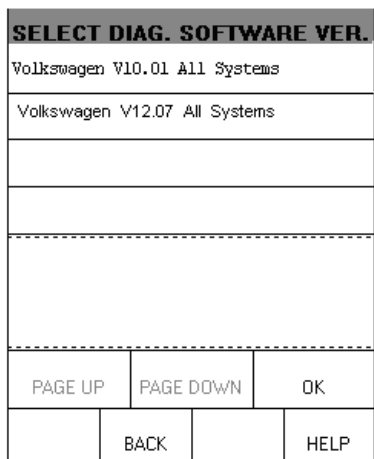 SELECT DIAG. SOFTWARE VER.
Volkswagen V10.01 All Systems
Volkswagen V12.07 All Systems
PAGE UP PAGE DOWN OK
BACK HELP